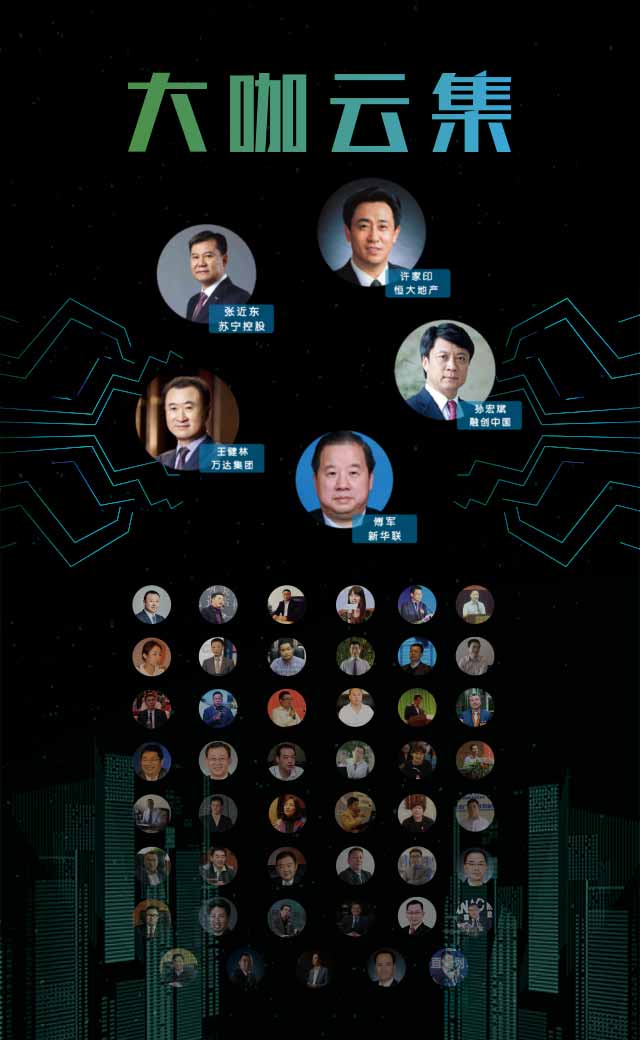 大咖云集
许家印
恒大地产
张近东
苏宁控股
孙宏斌
融创中国
王健林
万达集团
傅军
新华联